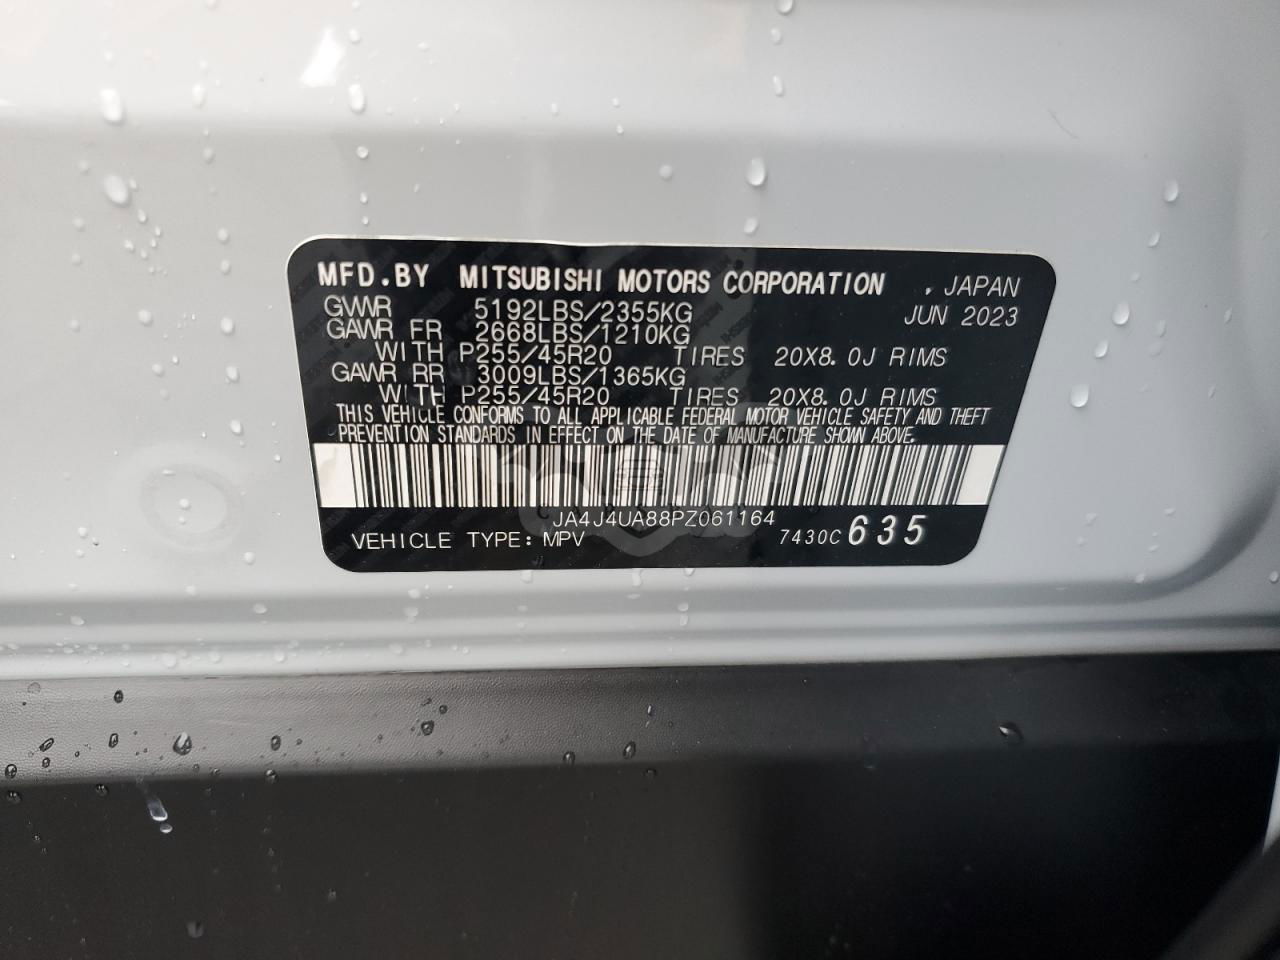 MFD.BY MITSUBISHI MOTORS CORPORATION , JAPAN
GVWR 5192LBS/2355KG JUN 2023
GAWR FR 2668LBS/1210KG
WITH P255/45R20 TIRES 20X8.0J RIMS
GAWR RR 3009LBS/1365KG
WITH P255/45R20 TIRES 20X8.0J RIMS
THIS VEHICLE CONFORMS TO ALL APPLICABLE FEDERAL MOTOR VEHICLE SAFETY AND THEFT
PREVENTION STANDARDS IN EFFECT ON THE DATE OF MANUFACTURE SHOWN ABOVE.
JA4J4UA88PZ061164
VEHICLE TYPE: MPV 7430C 635